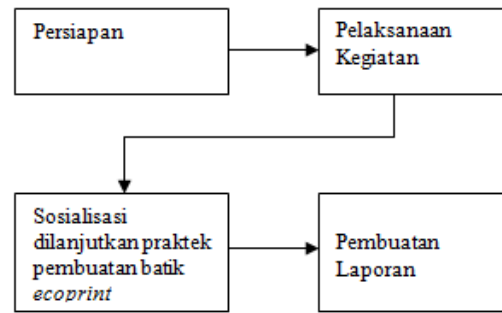 Persiapan
Pelaksanaan
Kegiatan
Sosialisasi
dilanjutkan praktek
pembuatan batik
ecoprint
Pembuatan
Laporan